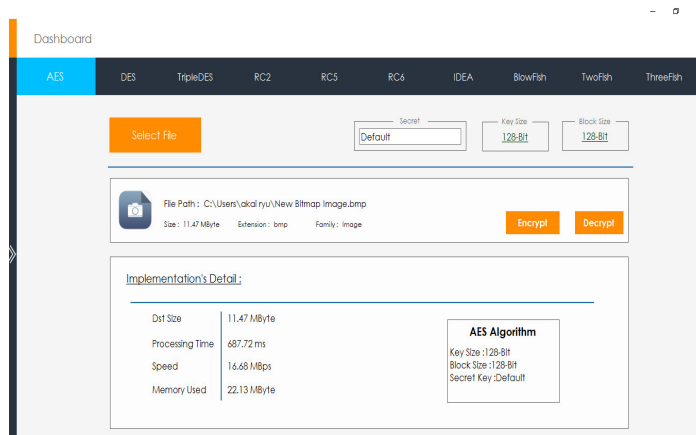 Dashboard
AES DES TripleDES RC2 RC5 RC6 IDEA BlowFish TwoFish ThreeFish
Select File
Secret
Default
Key Size
128-Bit
Block Size
128-Bit
File Path : C:\Users\akai ryu\New Bitmap Image.bmp
Size : 11.47 MByte Extension : bmp Family : Image
Encrypt Decrypt
Implementation's Detail :
Dst Size 11.47 MByte
Processing Time 687.72 ms
Speed 16.68 MBps
Memory Used 22.13 MByte
AES Algorithm
Key Size :128-Bit
Block Size :128-Bit
Secret Key :Default